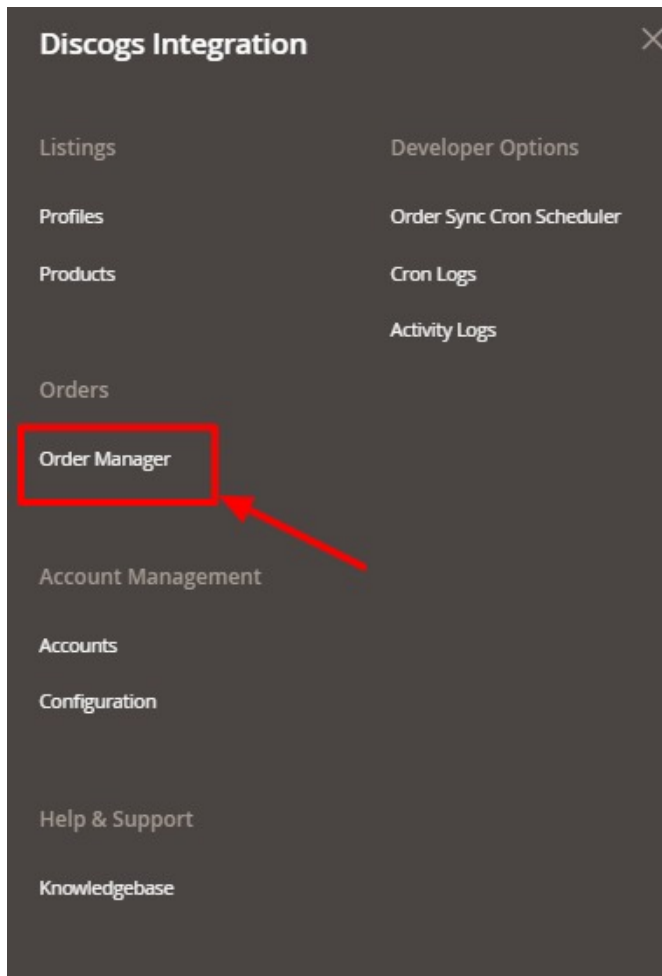 Discogs Integration
Listings
Profiles
Products
Orders
Order Manager
Account Management
Accounts
Configuration
Help & Support
Knowledgebase
Developer Options
Order Sync Cron Scheduler
Cron Logs
Activity Logs